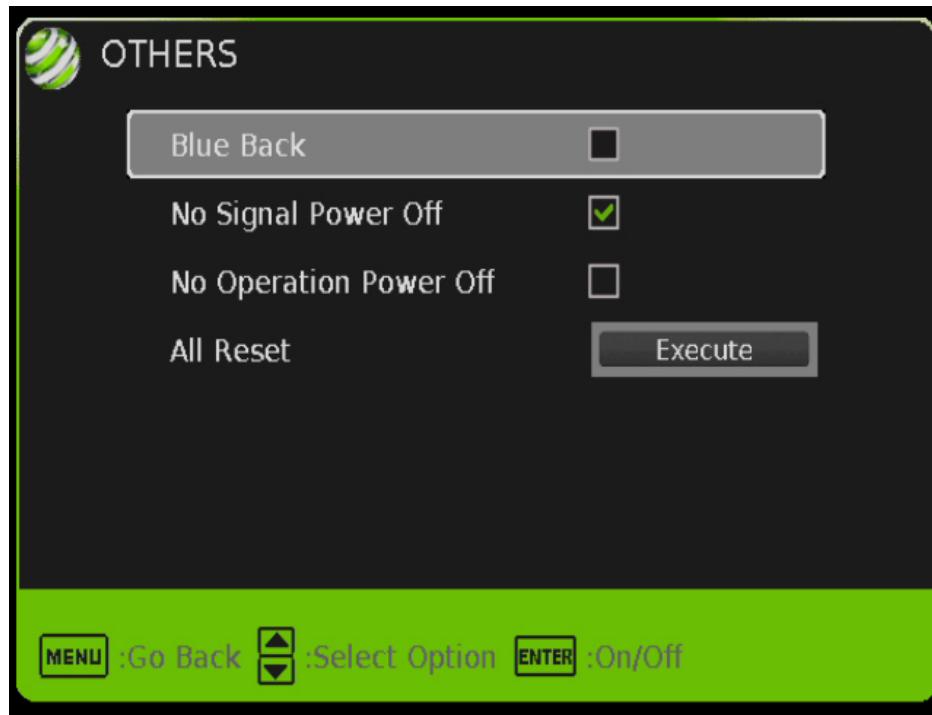 OTHERS
Blue Back
No Signal Power Off
No Operation Power Off
All Reset Execute
MENU :Go Back :Select Option ENTER :On/Off